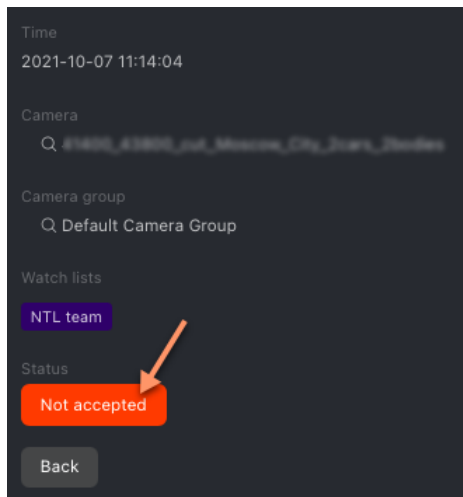 Time
2021-10-07 11:14:04
Camera
Camera group
Default Camera Group
Watch lists
NTL team
Status
Not accepted
Back